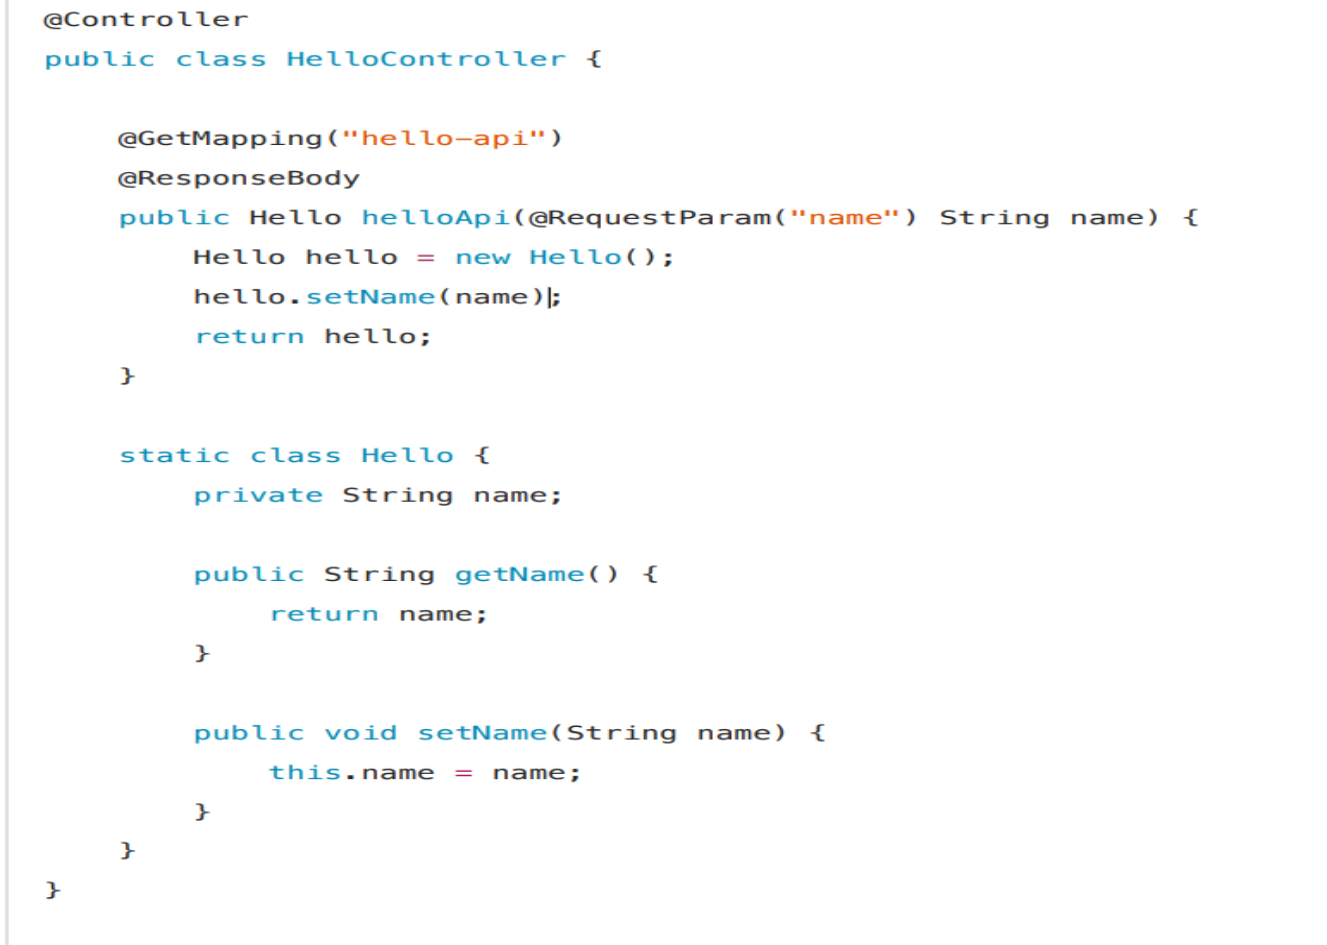 @Controller
public class HelloController {
@GetMapping("hello-api")
@ResponseBody
public Hello helloApi(@RequestParam("name") String name) {
Hello hello = new Hello();
hello.setName(name);
return hello;
}
static class Hello {
private String name;
public String getName() {
return name;
}
public void setName(String name) {
this.name = name;
}
}
}